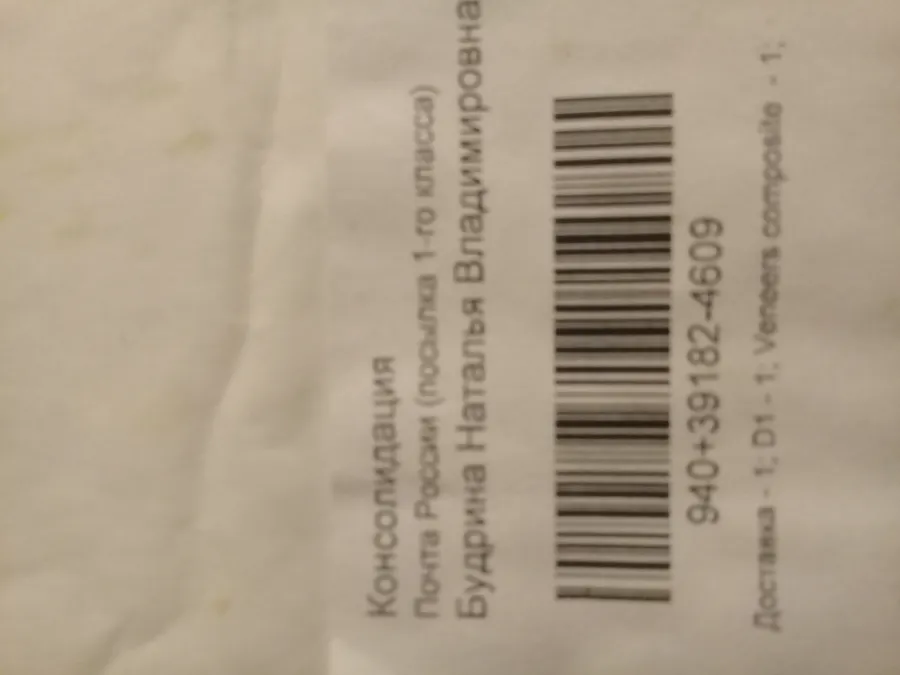 Консолидация
Почта России (посылка 1-го класса)
Будрина Наталья Владимировна
940+39182-4609
Доставка - 1; D1 - 1; Veneers composite - 1;